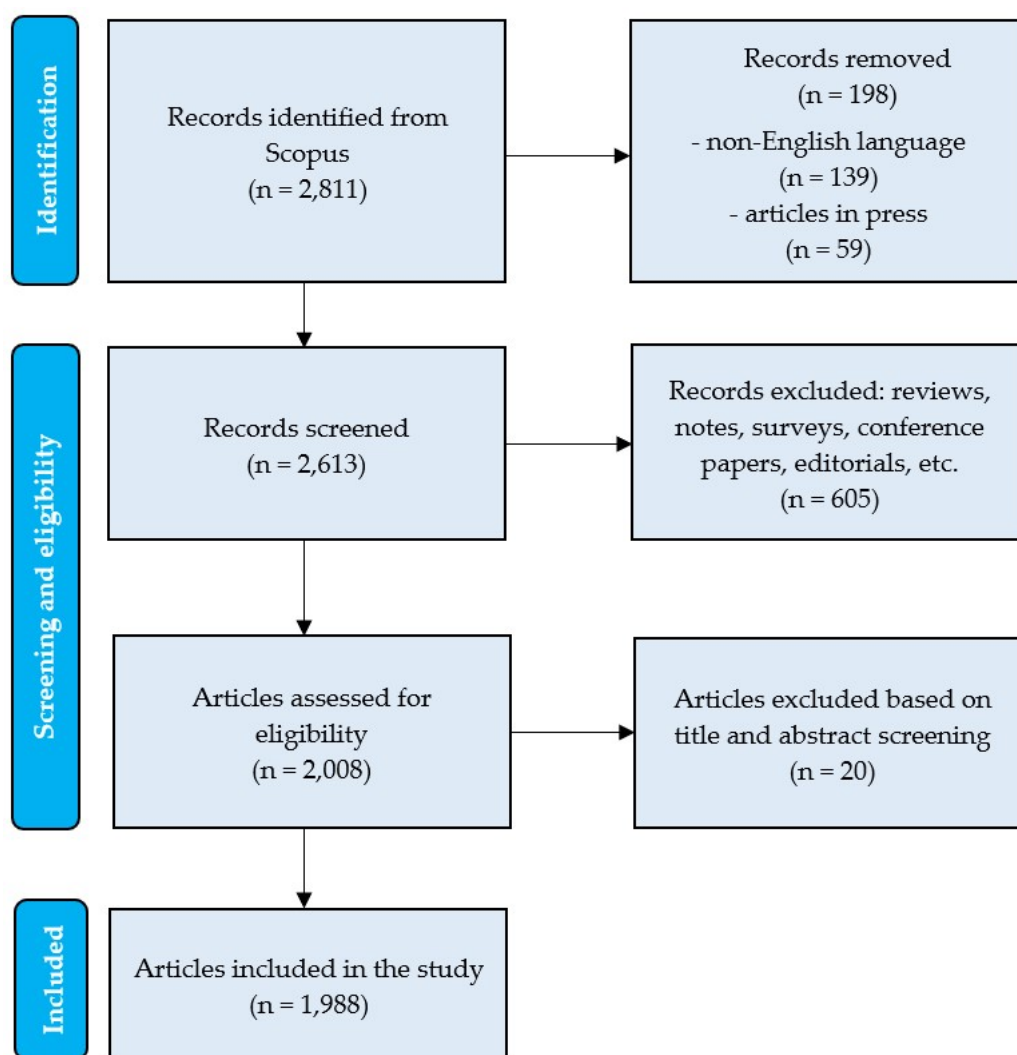 Identification
Records identified from
Scopus
(n = 2,811)
Records removed
(n = 198)
- non-English language
(n = 139)
- articles in press
(n = 59)
Screening and eligibility
Records screened
(n = 2,613)
Records excluded: reviews,
notes, surveys, conference
papers, editorials, etc.
(n = 605)
Articles assessed for
eligibility
(n = 2,008)
Articles excluded based on
title and abstract screening
(n = 20)
Included
Articles included in the study
(n = 1,988)